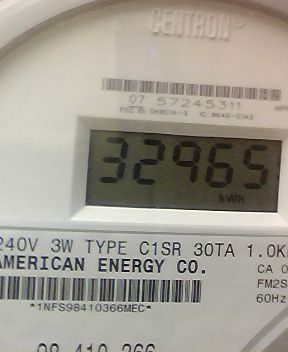 CENTRON
07 57245311
32965
kWh
240V 3W TYPE C1SR 30TA 1.0K
AMERICAN ENERGY CO.
CA 0
FM2S
60Hz
*1NFS98410366MEC*
98 410 366